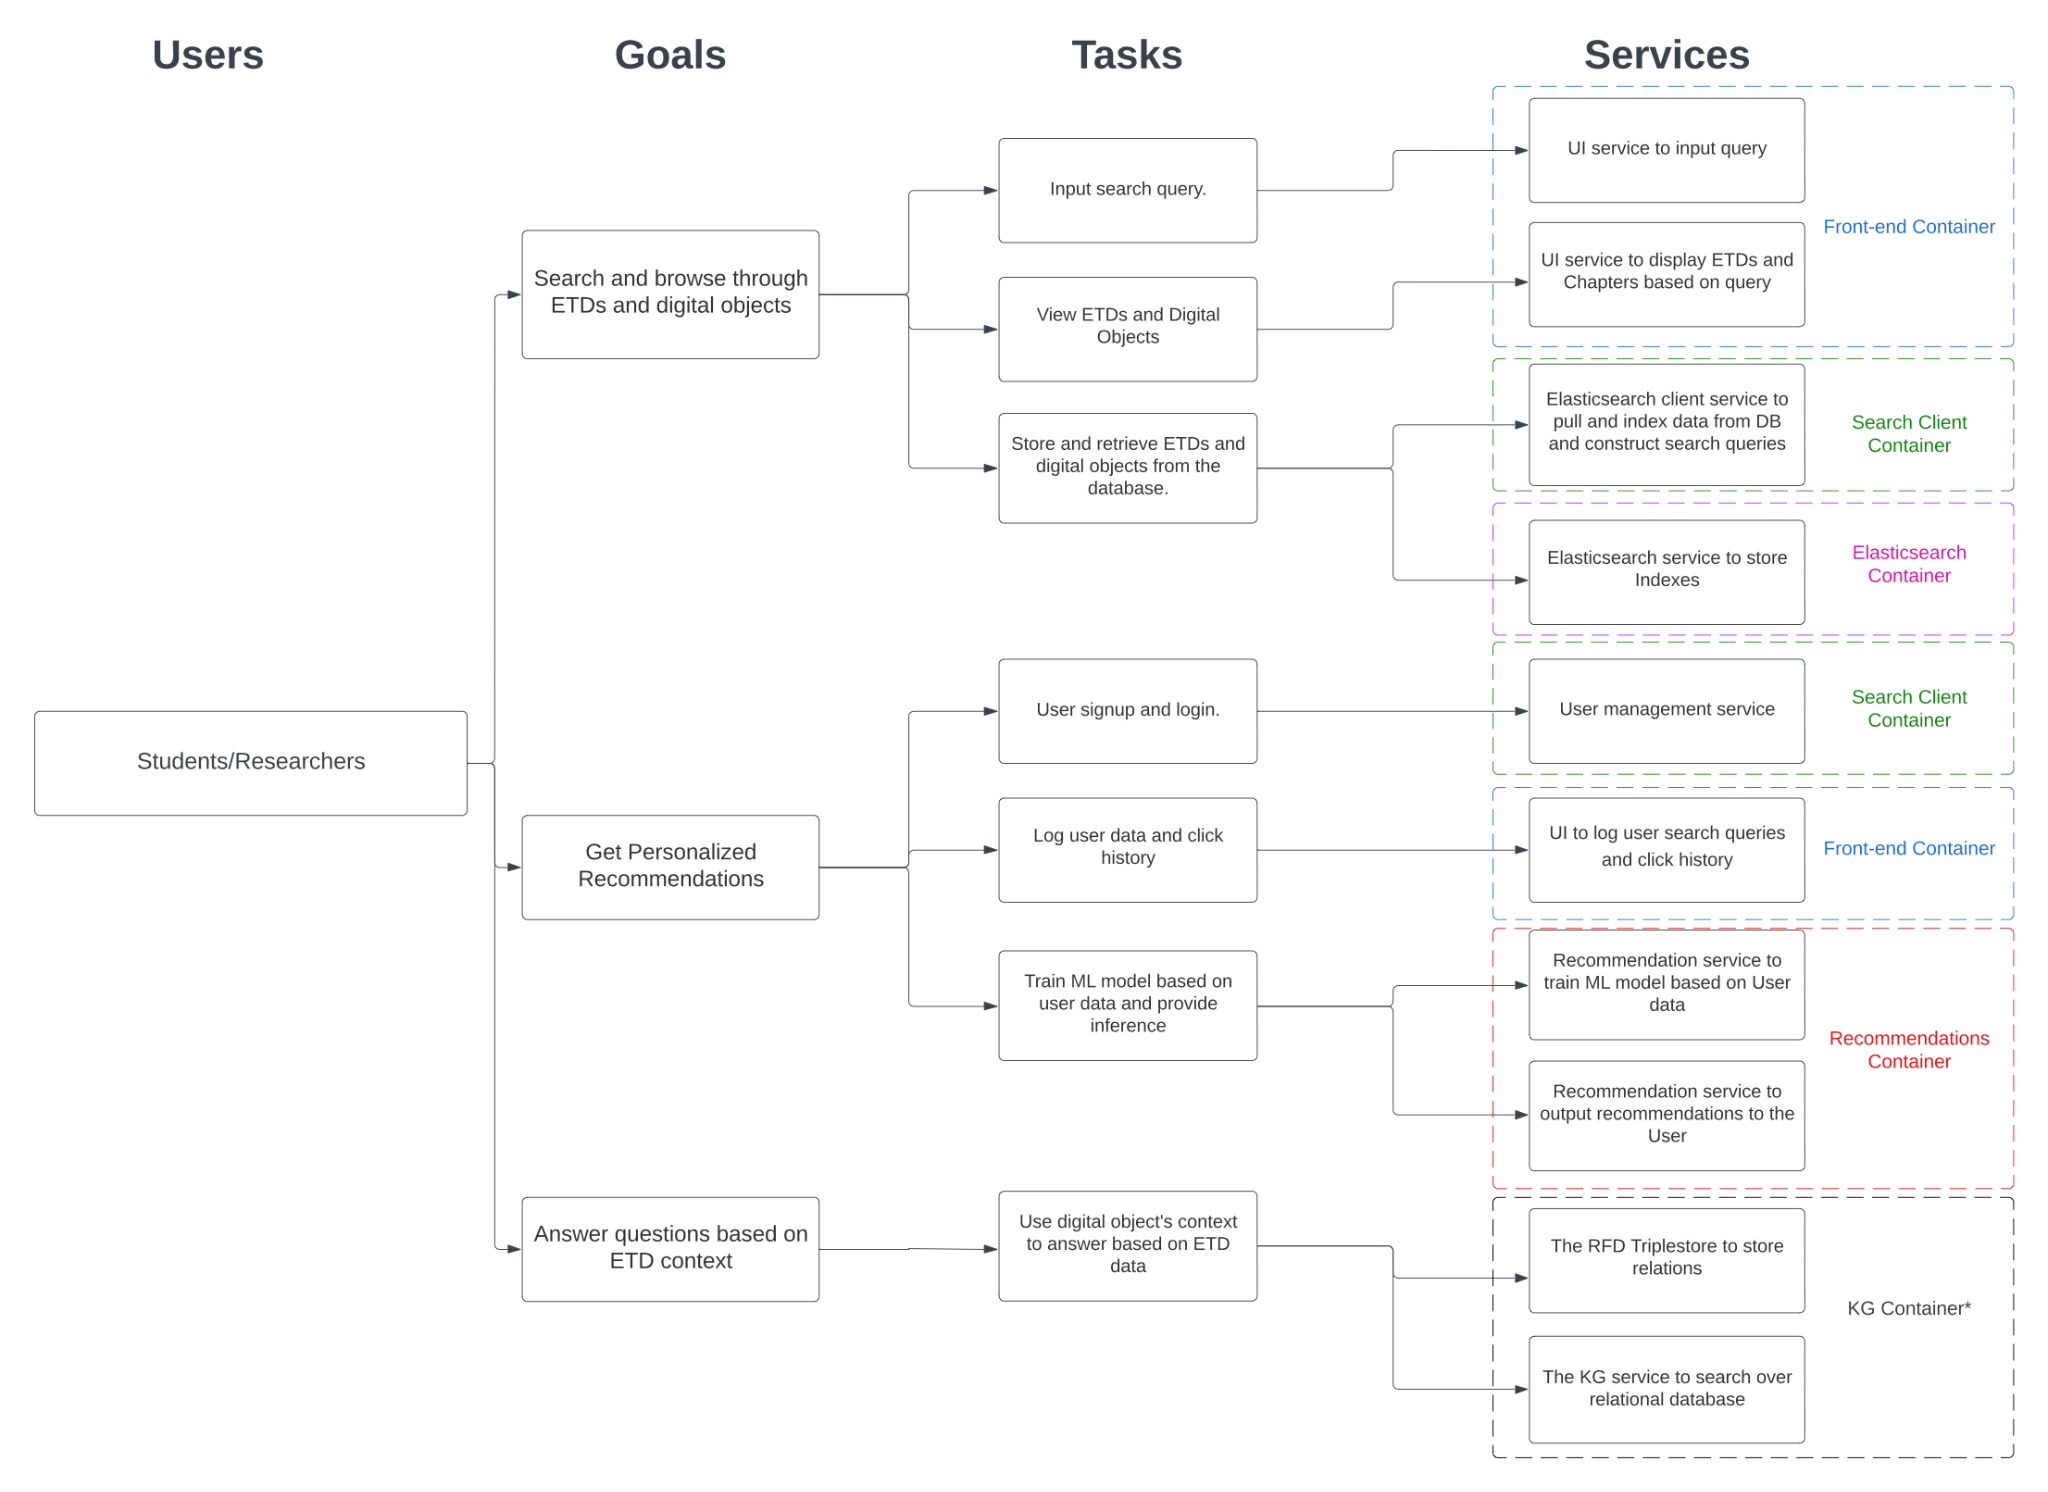 Users
Goals
Tasks
Services
Students/Researchers
Search and browse through
ETDs and digital objects
Get Personalized
Recommendations
Answer questions based on
ETD context
Input search query.
View ETDs and Digital
Objects
Store and retrieve ETDs and
digital objects from the
database.
User signup and login.
Log user data and click
history
Train ML model based on
user data and provide
inference
Use digital object's context
to answer based on ETD
data
UI service to input query
UI service to display ETDs and
Chapters based on query
Front-end Container
Elasticsearch client service to
pull and index data from DB
and construct search queries
Search Client
Container
Elasticsearch service to store
Indexes
Elasticsearch
Container
User management service
Search Client
Container
UI to log user search queries
and click history
Front-end Container
Recommendation service to
train ML model based on User
data
Recommendation service to
output recommendations to the
User
Recommendations
Container
The RFD Triplestore to store
relations
The KG service to search over
relational database
KG Container*